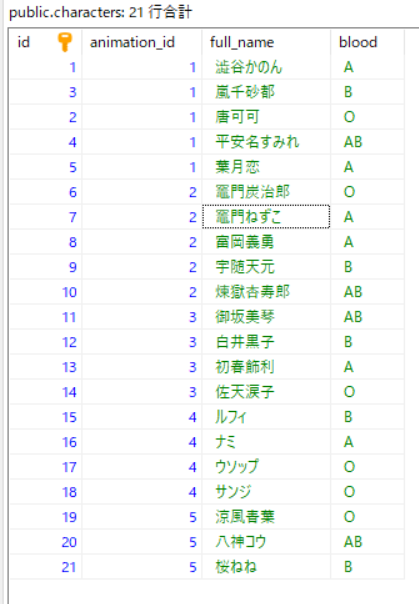 public.characters: 21 行合計
id animation_id full_name blood
1 1 澁谷かのん A
3 1 嵐千砂都 B
2 1 唐可可 O
4 1 平安名すみれ AB
5 1 葉月恋 A
6 2 竈門炭治郎 O
7 2 竈門ねずこ A
8 2 富岡義勇 A
9 2 宇随天元 B
10 2 煉獄杏寿郎 AB
11 3 御坂美琴 AB
12 3 白井黒子 B
13 3 初春飾利 A
14 3 佐天涙子 O
15 4 ルフィ B
16 4 ナミ A
17 4 ウソップ O
18 4 サンジ O
19 5 涼風青葉 O
20 5 八神コウ AB
21 5 桜ねね B